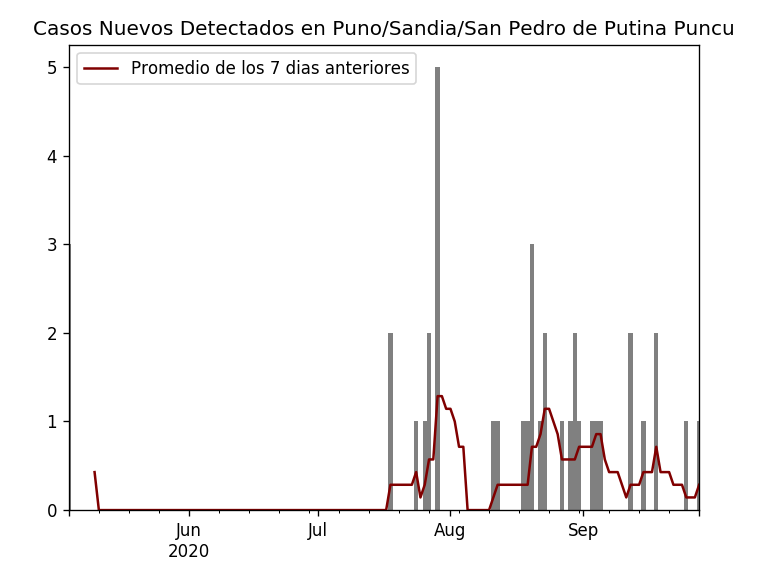 Casos Nuevos Detectados en Puno/Sandia/San Pedro de Putina Puncu
Promedio de los 7 dias anteriores
5
4
3
2
1
0
Jun
2020
Jul
Aug
Sep